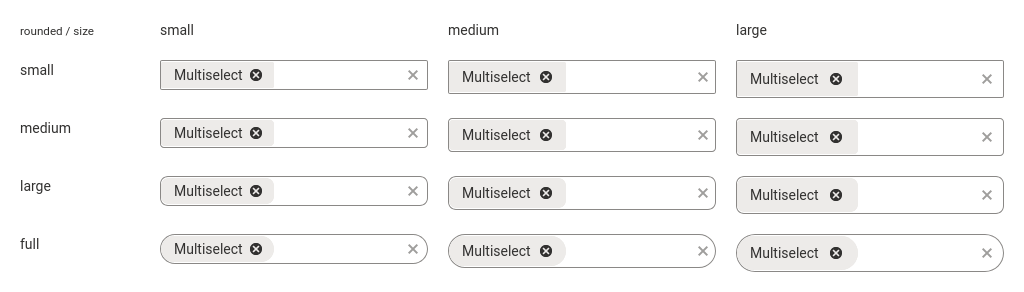 rounded / size small medium large
small Multiselect Multiselect Multiselect
medium Multiselect Multiselect Multiselect
large Multiselect Multiselect Multiselect
full Multiselect Multiselect Multiselect